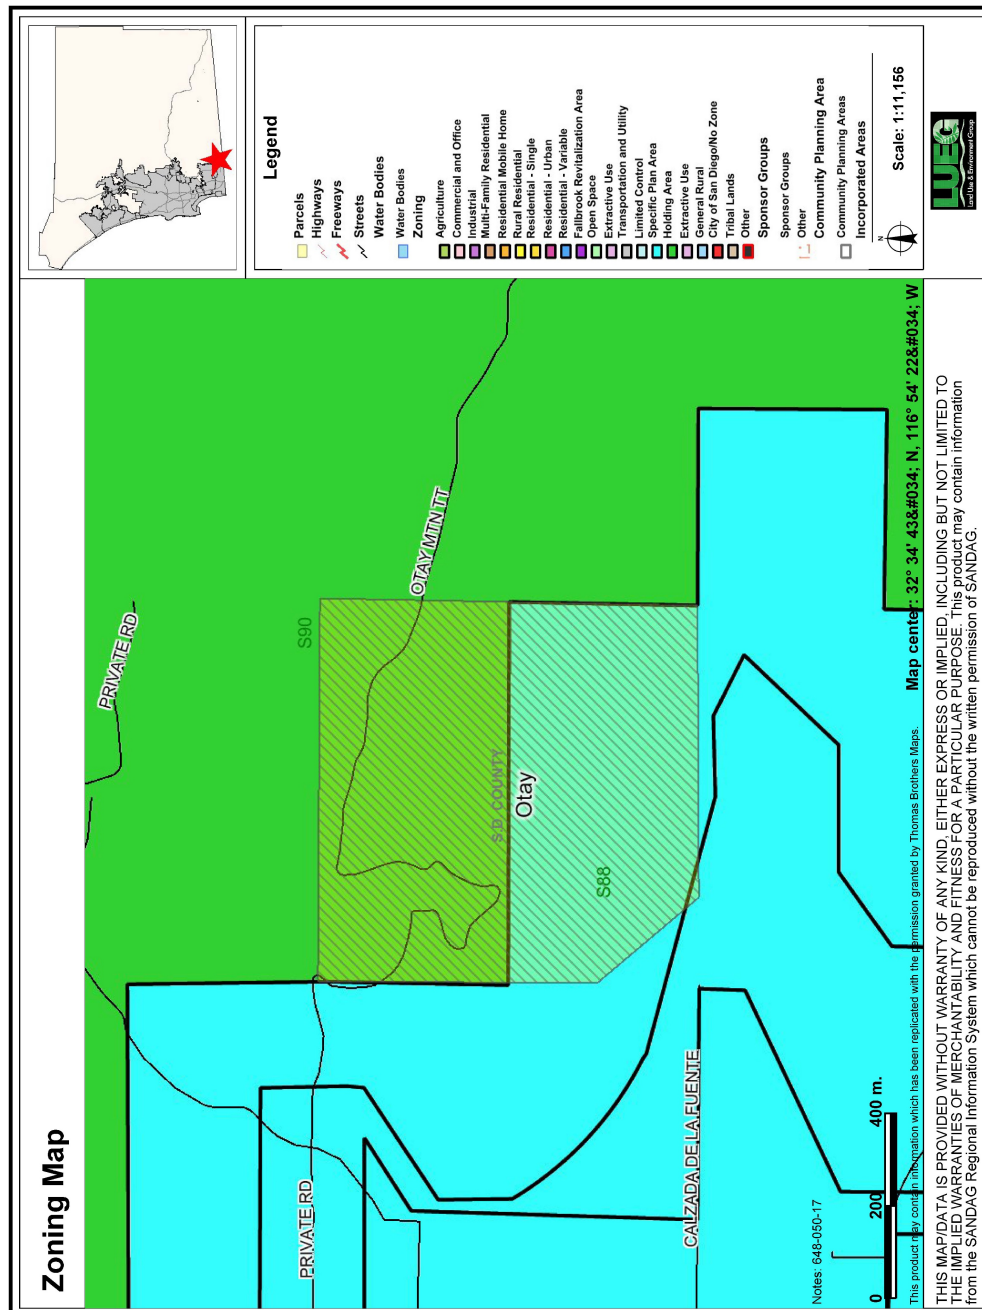 Zoning Map
PRIVATE RD
S90
OTAY MTN TT
S.D. COUNTY
Otay
S88
PRIVATE RD
CALZADA DE LA FUENTE
Notes: 648-050-17
0 200 400 m.
Map center: 32° 34' 43&#034; N, 116° 54' 22&#034; W
This product may contain information which has been replicated with the permission granted by Thomas Brothers Maps.
Legend
Parcels
Highways
Freeways
Streets
Water Bodies
Water Bodies
Zoning
Agriculture
Commercial and Office
Industrial
Multi-Family Residential
Residential Mobile Home
Rural Residential
Residential - Single
Residential - Urban
Residential - Variable
Fallbrook Revitalization Area
Open Space
Extractive Use
Transportation and Utility
Limited Control
Specific Plan Area
Holding Area
Extractive Use
General Rural
City of San Diego/No Zone
Tribal Lands
Other
Sponsor Groups
Sponsor Groups
Other
Community Planning Area
Community Planning Areas
Incorporated Areas
N
Scale: 1:11,156
LUEG
Land Use & Environment Group
THIS MAP/DATA IS PROVIDED WITHOUT WARRANTY OF ANY KIND, EITHER EXPRESS OR IMPLIED, INCLUDING BUT NOT LIMITED TO
THE IMPLIED WARRANTIES OF MERCHANTABILITY AND FITNESS FOR A PARTICULAR PURPOSE. This product may contain information
from the SANDAG Regional Information System which cannot be reproduced without the written permission of SANDAG.